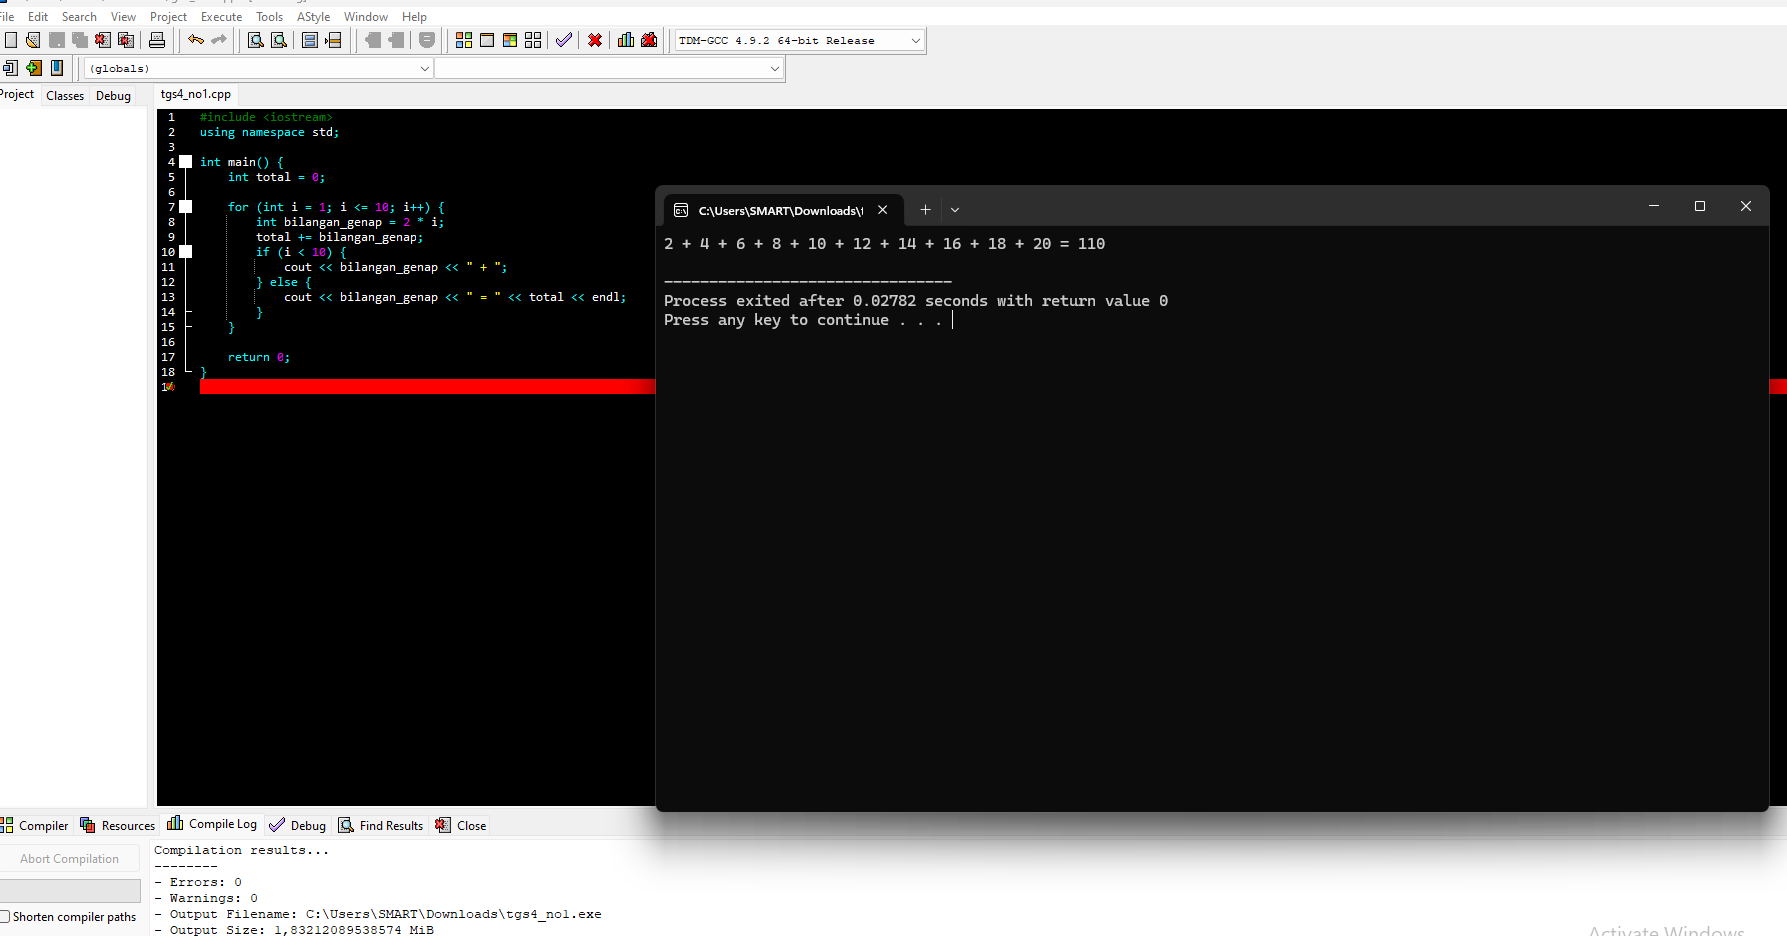 File Edit Search View Project Execute Tools AStyle Window Help
TDM-GCC 4.9.2 64-bit Release
(globals)
Project Classes Debug
tgs4_no1.cpp
1 #include <iostream>
2 using namespace std;
3
4 int main() {
5 int total = 0;
6
7 for (int i = 1; i <= 10; i++) {
8 int bilangan_genap = 2 * i;
9 total += bilangan_genap;
10 if (i < 10) {
11 cout << bilangan_genap << " + ";
12 } else {
13 cout << bilangan_genap << " = " << total << endl;
14 }
15 }
16
17 return 0;
18 }
C:\Users\SMART\Downloads\t
2 + 4 + 6 + 8 + 10 + 12 + 14 + 16 + 18 + 20 = 110
--------------------------------
Process exited after 0.02782 seconds with return value 0
Press any key to continue . . .
Compiler Resources Compile Log Debug Find Results Close
Abort Compilation
Shorten compiler paths
Compilation results...
--------
- Errors: 0
- Warnings: 0
- Output Filename: C:\Users\SMART\Downloads\tgs4_no1.exe
- Output Size: 1,83212089538574 MiB
Activate Windows